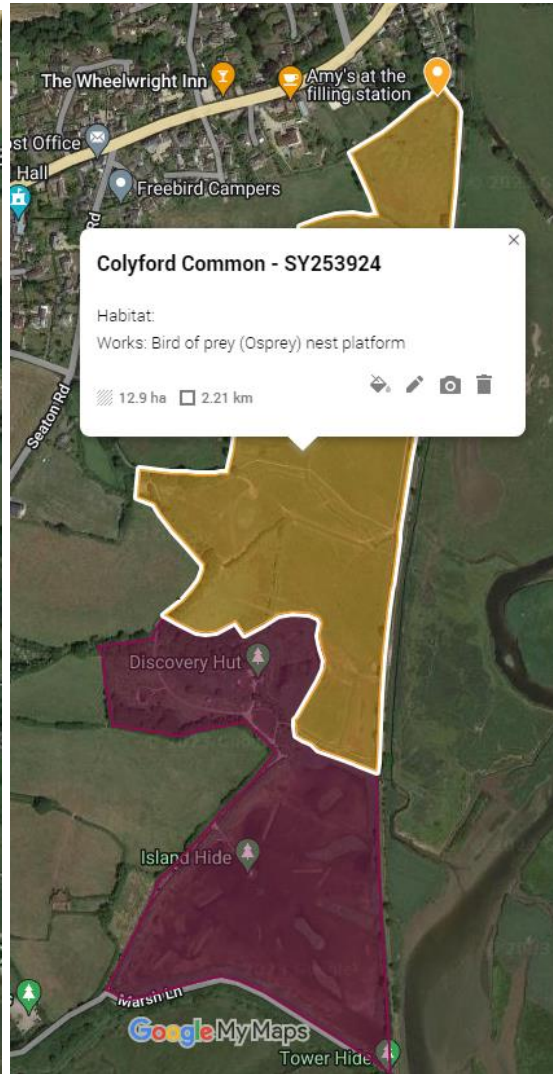 The Wheelwright Inn
Amy's at the
filling station
ost Office
Hall
Freebird Campers
Rd
Colyford Common - SY253924
Habitat:
Works: Bird of prey (Osprey) nest platform
12.9 ha 2.21 km
Seaton Rd
Discovery Hut
Island Hide
Marsh Ln
Google My Maps
Tower Hide